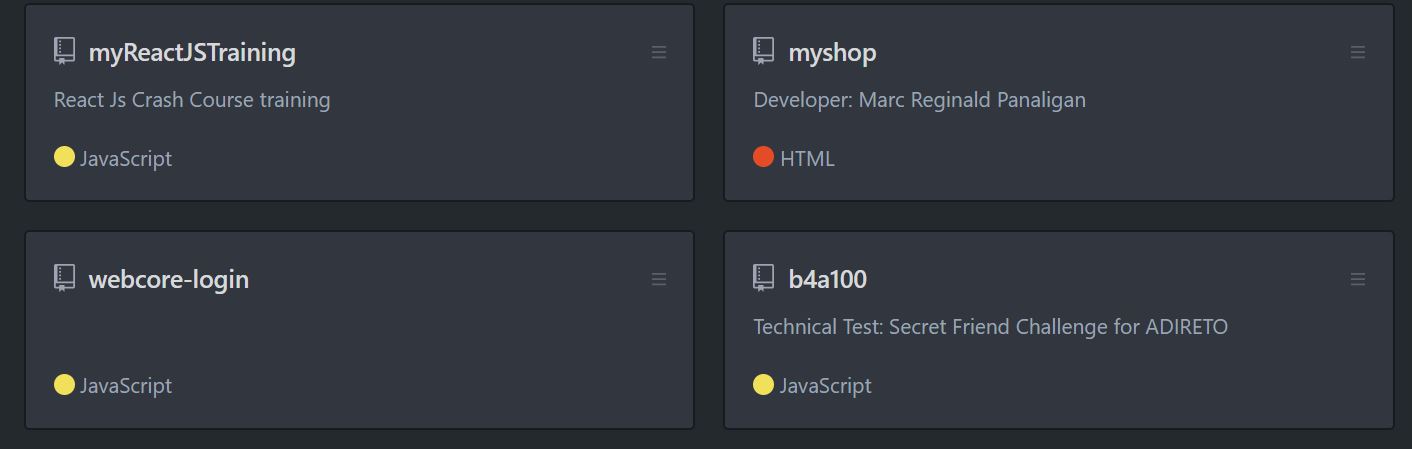 myReactJSTraining
React Js Crash Course training
JavaScript
myshop
Developer: Marc Reginald Panaligan
HTML
webcore-login
JavaScript
b4a100
Technical Test: Secret Friend Challenge for ADIRETO
JavaScript